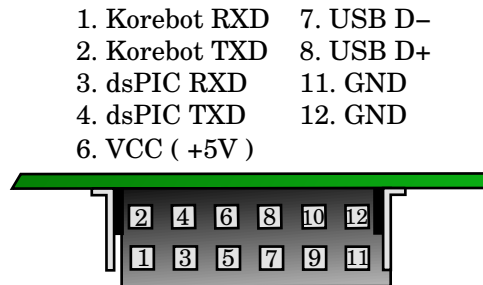 1. Korebot RXD 7. USB D−
2. Korebot TXD 8. USB D+
3. dsPIC RXD 11. GND
4. dsPIC TXD 12. GND
6. VCC ( +5V )
2 4 6 8 10 12
1 3 5 7 9 11